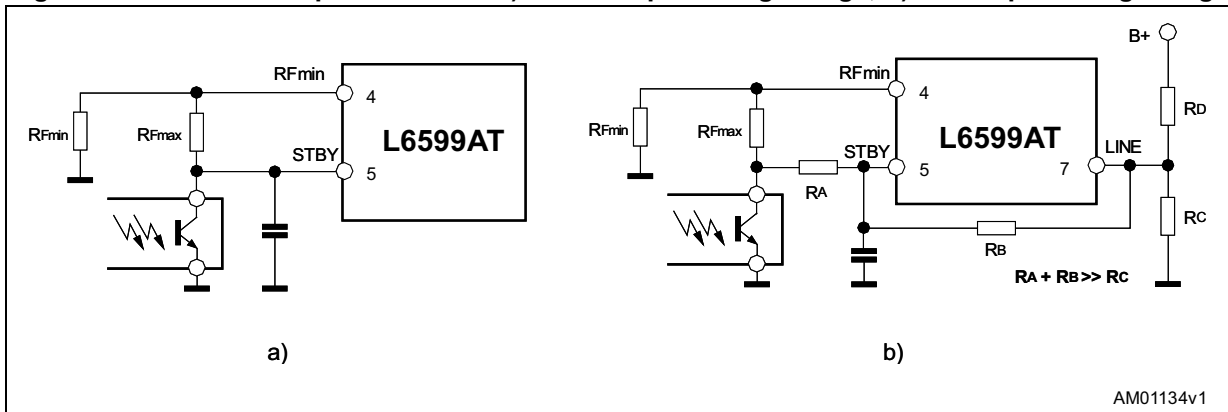 RFmin
4
RFmin
RFmax
L6599AT
STBY
5
a)
B+
RFmin
4
RD
RFmin
RFmax
L6599AT
STBY
LINE
5
7
RA
RC
RB
RA + RB >> RC
b)
AM01134v1